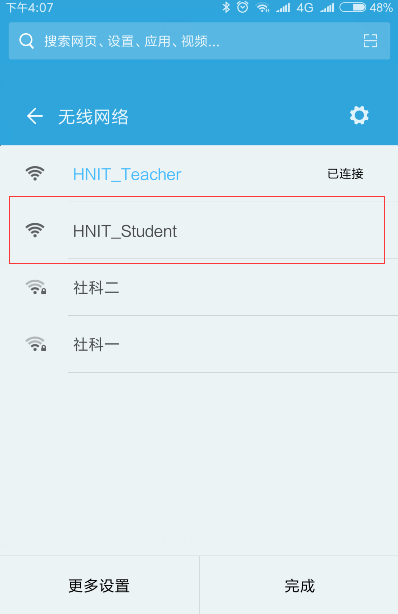 下午4:07 4G 48%
搜索网页、设置、应用、视频...
无线网络
HNIT_Teacher 已连接
HNIT_Student
社科二
社科一
更多设置 完成